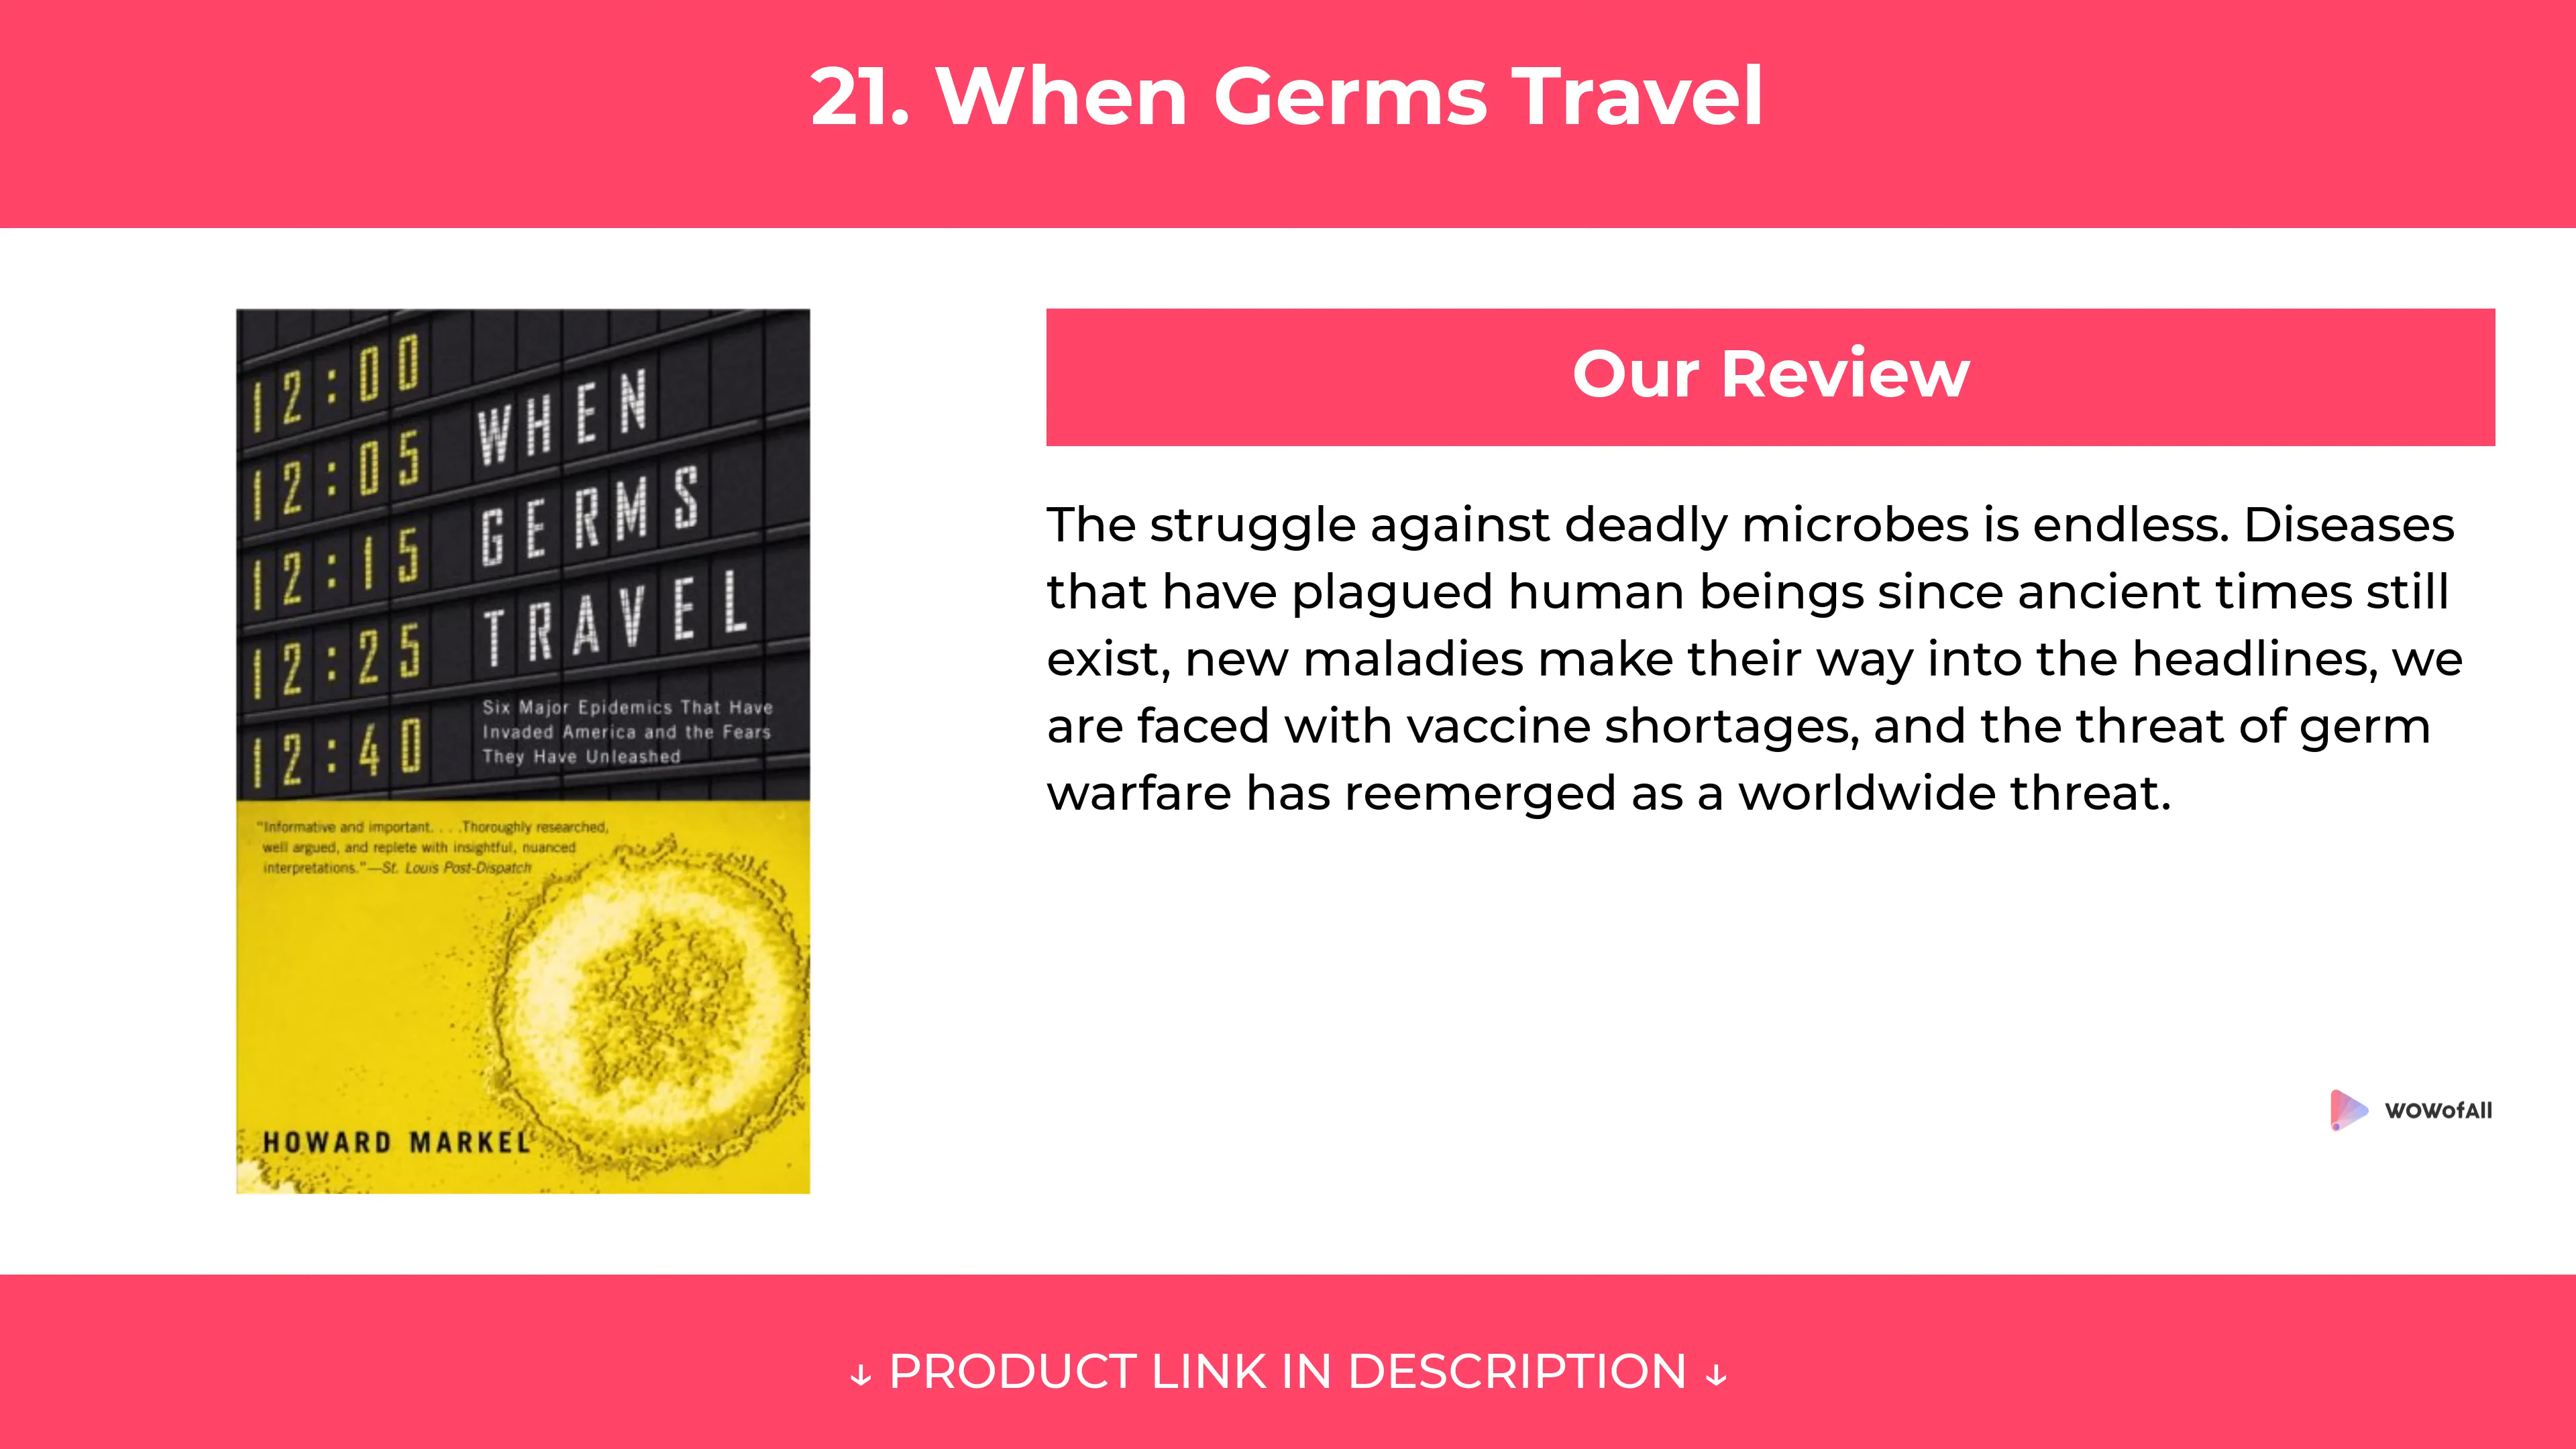 21. When Germs Travel
12:00
12:05
12:15
12:25
12:40
WHEN
GERMS
TRAVEL
Six Major Epidemics That Have
Invaded America and the Fears
They Have Unleashed
"Informative and important. . . .Thoroughly researched,
well argued, and replete with insightful, nuanced
interpretations."—St. Louis Post-Dispatch
HOWARD MARKEL
Our Review
The struggle against deadly microbes is endless. Diseases
that have plagued human beings since ancient times still
exist, new maladies make their way into the headlines, we
are faced with vaccine shortages, and the threat of germ
warfare has reemerged as a worldwide threat.
WOWofAll
↓ PRODUCT LINK IN DESCRIPTION ↓